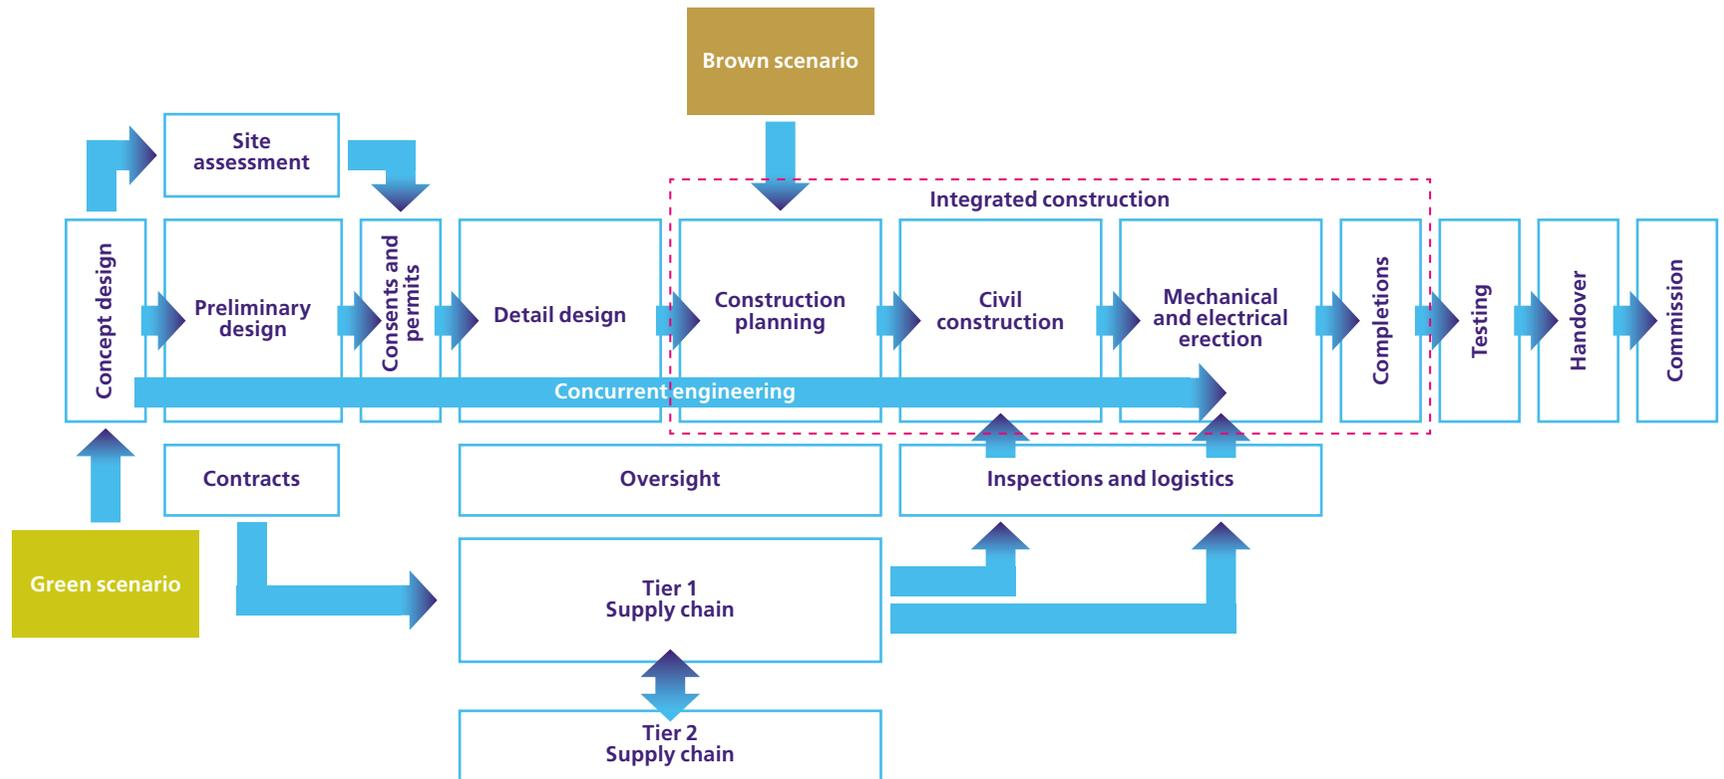 Brown scenario
Site
assessment
Integrated construction
Concept design
Preliminary
design
Consents and
permits
Detail design
Construction
planning
Civil
construction
Mechanical
and electrical
erection
Completions
Testing
Handover
Commission
Concurrent engineering
Contracts
Oversight
Inspections and logistics
Green scenario
Tier 1
Supply chain
Tier 2
Supply chain